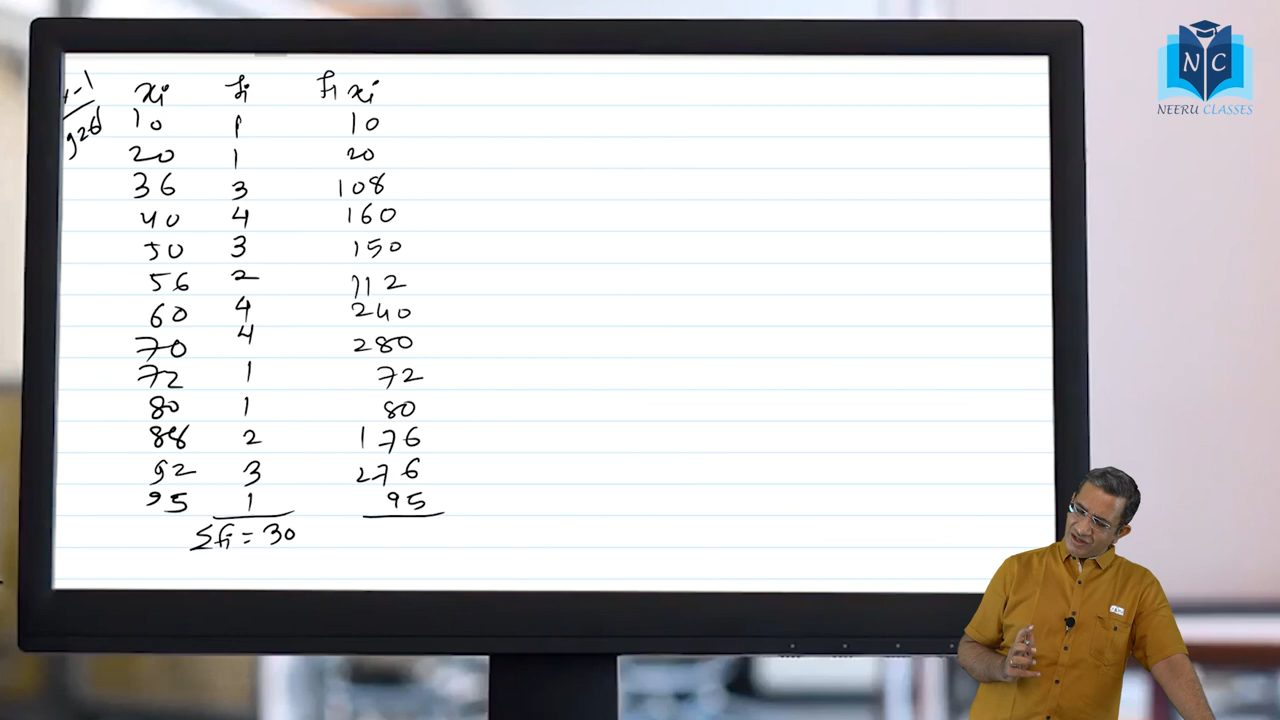 xi fi fi xi
10 1 10
20 1 20
36 3 108
40 4 160
50 3 150
56 2 112
60 4 240
70 4 280
72 1 72
80 1 80
88 2 176
92 3 276
95 1 95
Σfi = 30
N C
NEERU CLASSES